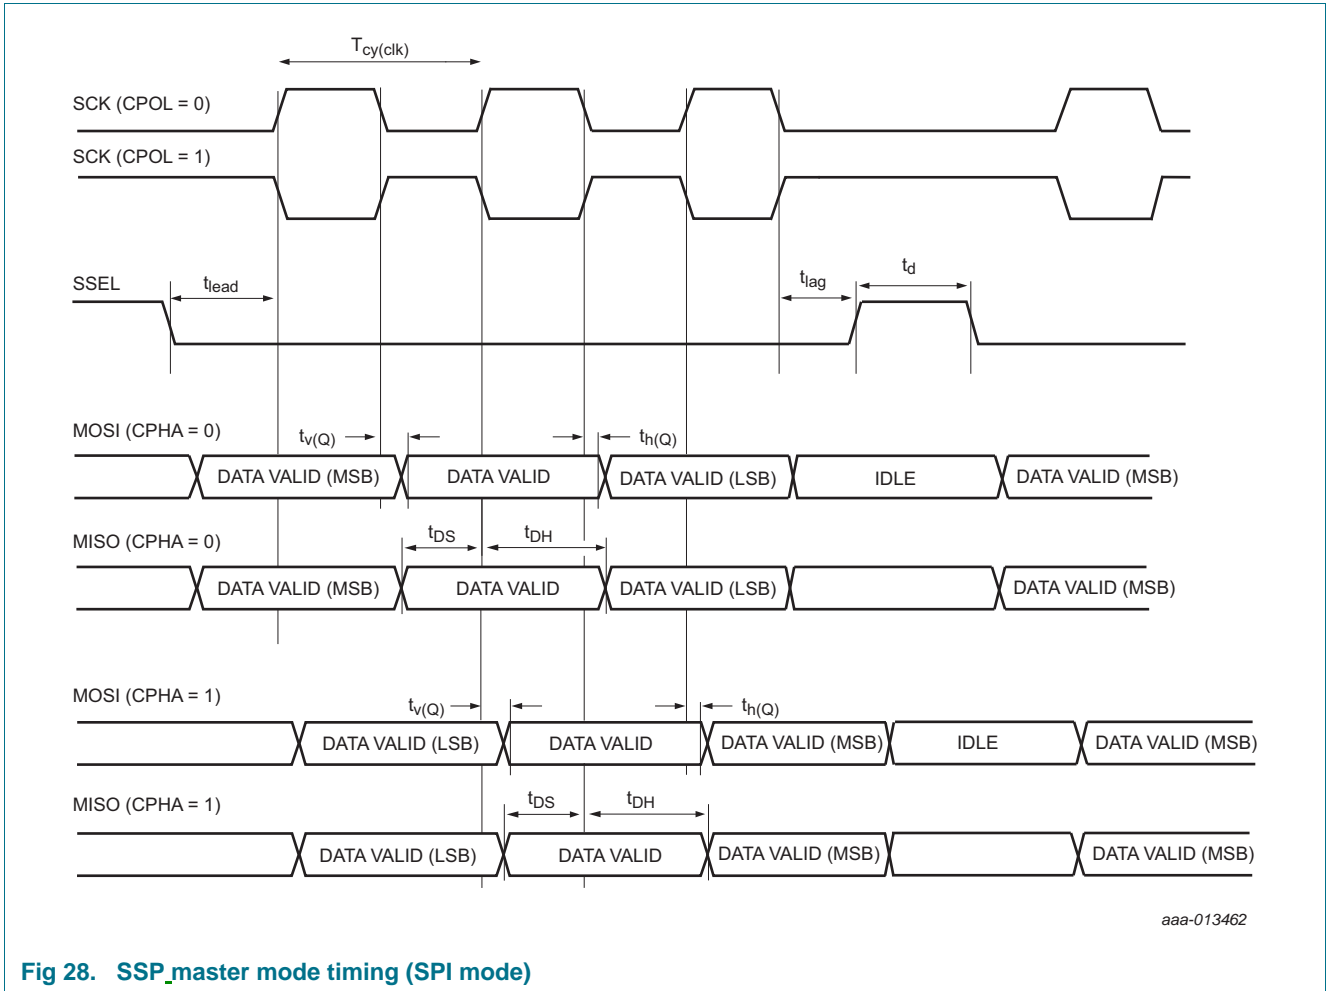 Tcy(clk)
SCK (CPOL = 0)
SCK (CPOL = 1)
SSEL
tlead
tlag
td
MOSI (CPHA = 0)
tv(Q)
th(Q)
DATA VALID (MSB)
DATA VALID
DATA VALID (LSB)
IDLE
DATA VALID (MSB)
MISO (CPHA = 0)
tDS
tDH
DATA VALID (MSB)
DATA VALID
DATA VALID (LSB)
DATA VALID (MSB)
MOSI (CPHA = 1)
tv(Q)
th(Q)
DATA VALID (LSB)
DATA VALID
DATA VALID (MSB)
IDLE
DATA VALID (MSB)
MISO (CPHA = 1)
tDS
tDH
DATA VALID (LSB)
DATA VALID
DATA VALID (MSB)
DATA VALID (MSB)
aaa-013462
Fig 28. SSP master mode timing (SPI mode)